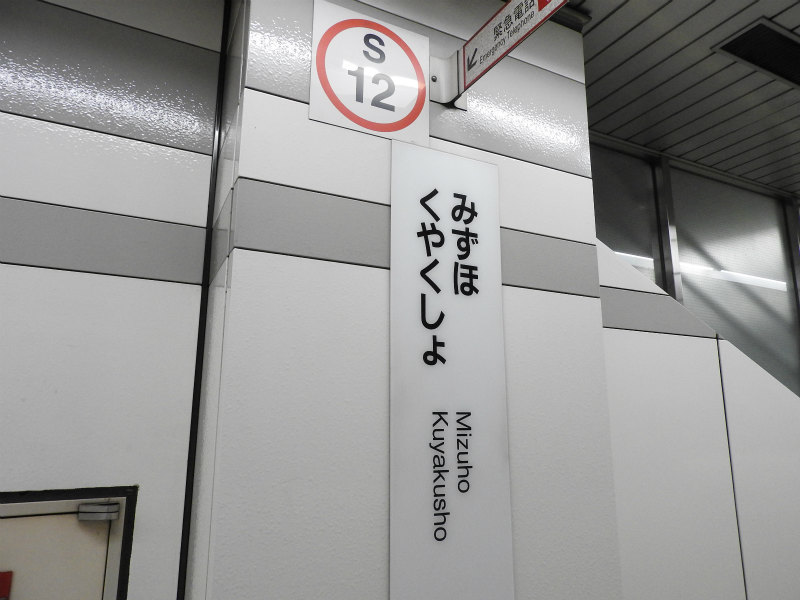 S
12
緊急電話
Emergency Telephone
みずほ
くやくしょ
Mizuho
Kuyakusho